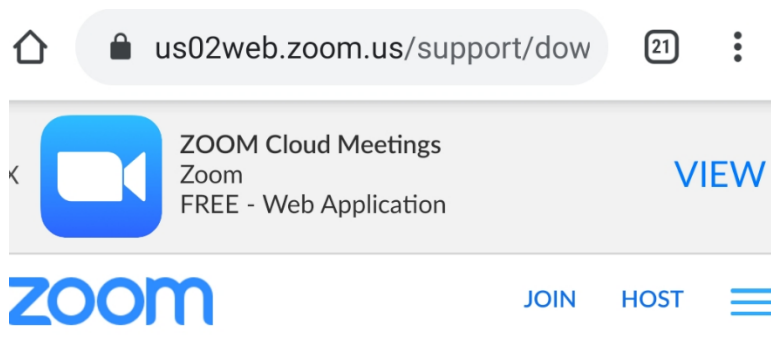 us02web.zoom.us/support/dow
21
X
ZOOM Cloud Meetings
Zoom
FREE - Web Application
VIEW
zoom
JOIN
HOST